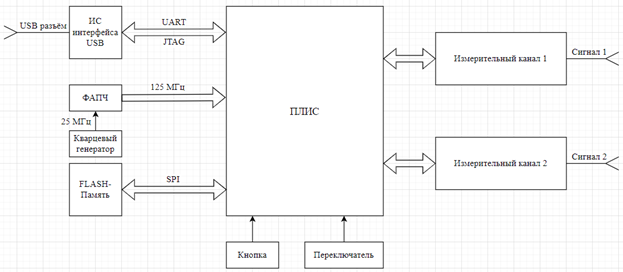 USB разъём
ИС
интерфейса
USB
UART
JTAG
ФАПЧ
125 МГц
25 МГц
Кварцевый
генератор
FLASH-
Память
SPI
ПЛИС
Кнопка
Переключатель
Измерительный канал 1
Сигнал 1
Измерительный канал 2
Сигнал 2